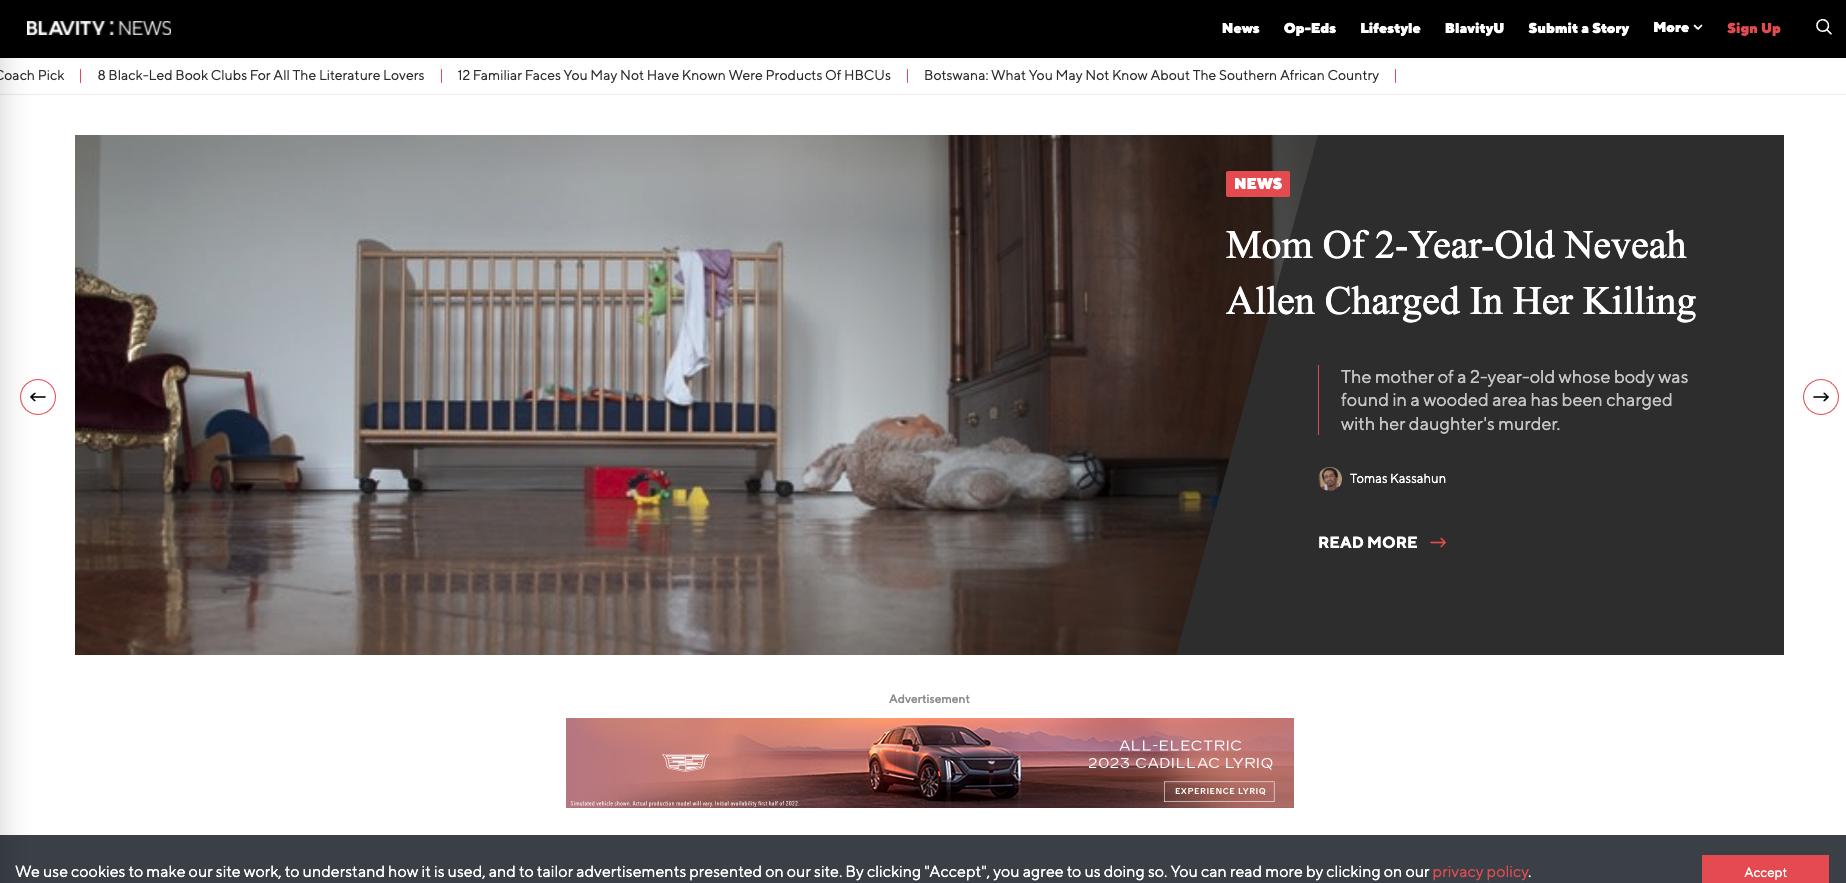 BLAVITY:NEWS
News Op-Eds Lifestyle BlavityU Submit a Story More Sign Up
Coach Pick | 8 Black-Led Book Clubs For All The Literature Lovers | 12 Familiar Faces You May Not Have Known Were Products Of HBCUs | Botswana: What You May Not Know About The Southern African Country |
NEWS
Mom Of 2-Year-Old Neveah
Allen Charged In Her Killing
The mother of a 2-year-old whose body was
found in a wooded area has been charged
with her daughter's murder.
Tomas Kassahun
READ MORE
Advertisement
ALL-ELECTRIC
2023 CADILLAC LYRIQ
EXPERIENCE LYRIQ
Simulated vehicle shown. Actual production model will vary. Initial availability first half of 2022.
We use cookies to make our site work, to understand how it is used, and to tailor advertisements presented on our site. By clicking "Accept", you agree to us doing so. You can read more by clicking on our privacy policy.
Accept